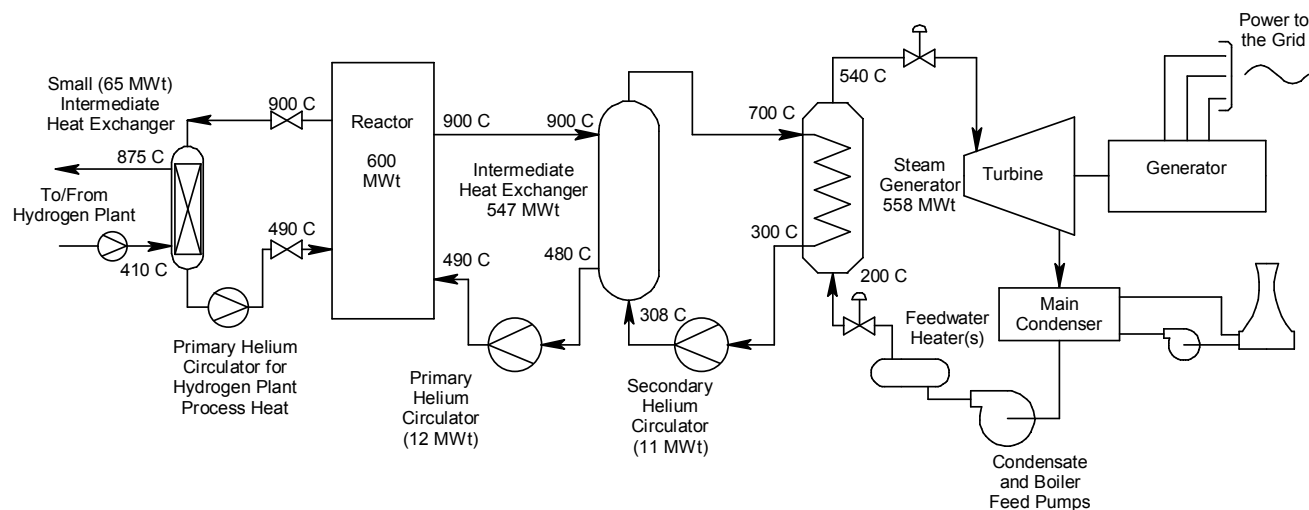 Power to
the Grid
Small (65 MWt)
Intermediate
Heat Exchanger
900 C
875 C
To/From
Hydrogen Plant
410 C
490 C
Primary Helium
Circulator for
Hydrogen Plant
Process Heat
Reactor
600
MWt
900 C
900 C
Intermediate
Heat Exchanger
547 MWt
490 C
480 C
Primary
Helium
Circulator
(12 MWt)
308 C
Secondary
Helium
Circulator
(11 MWt)
700 C
540 C
300 C
200 C
Steam
Generator
558 MWt
Turbine
Generator
Feedwater
Heater(s)
Main
Condenser
Condensate
and Boiler
Feed Pumps